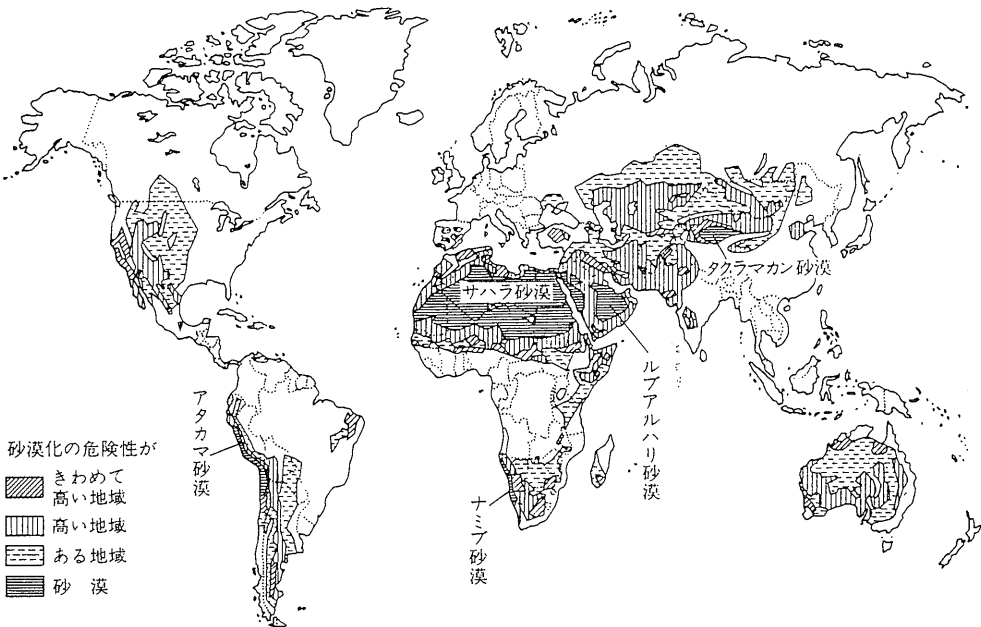 タクラマカン砂漠
サハラ砂漠
ルブアルハリ砂漠
アタカマ砂漠
ナミブ砂漠
砂漠化の危険性が
きわめて
高い地域
高い地域
ある地域
砂 漠